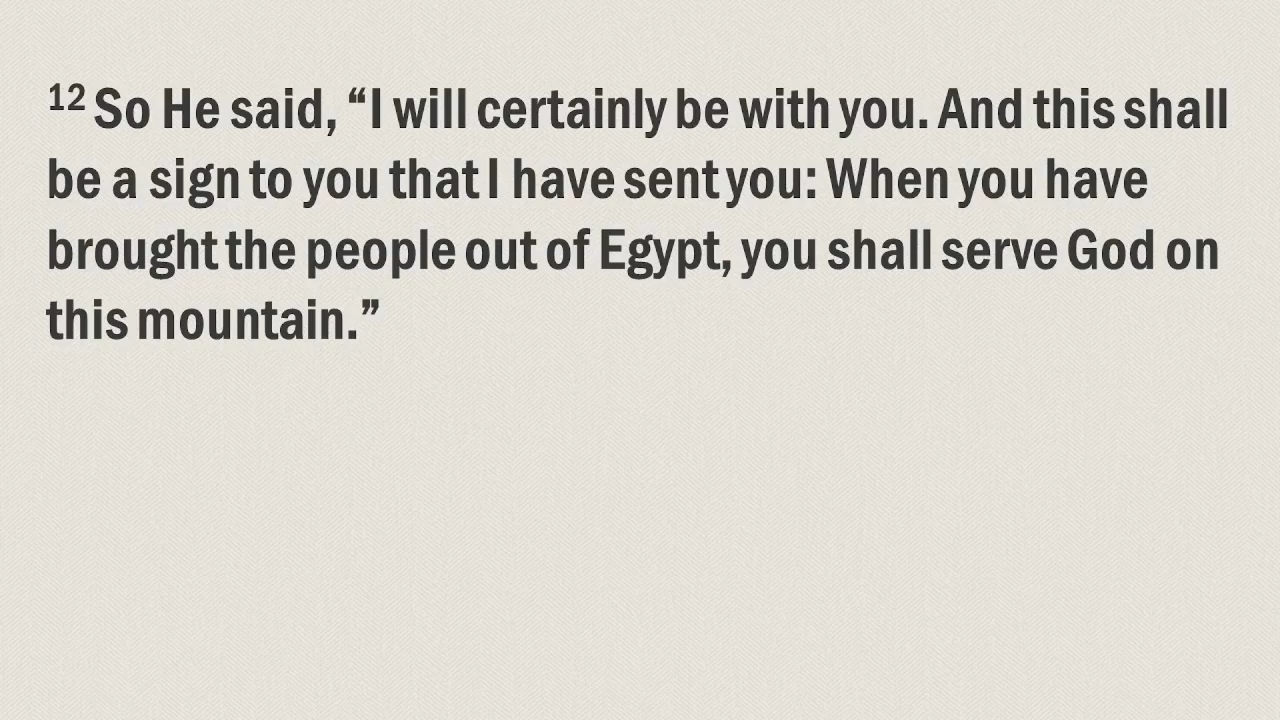 12 So He said, “I will certainly be with you. And this shall
be a sign to you that I have sent you: When you have
brought the people out of Egypt, you shall serve God on
this mountain.”